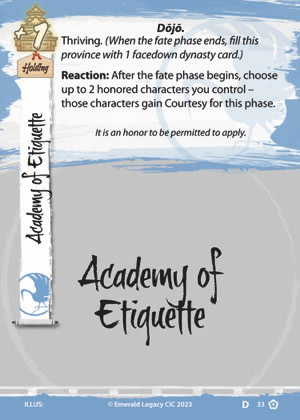 1
Holding
Dōjō.
Thriving. (When the fate phase ends, fill this
province with 1 facedown dynasty card.)
Reaction: After the fate phase begins, choose
up to 2 honored characters you control –
those characters gain Courtesy for this phase.
It is an honor to be permitted to apply.
Academy of Etiquette
Academy of
Etiquette
ILLUS:
© Emerald Legacy CIC 2023
D 33